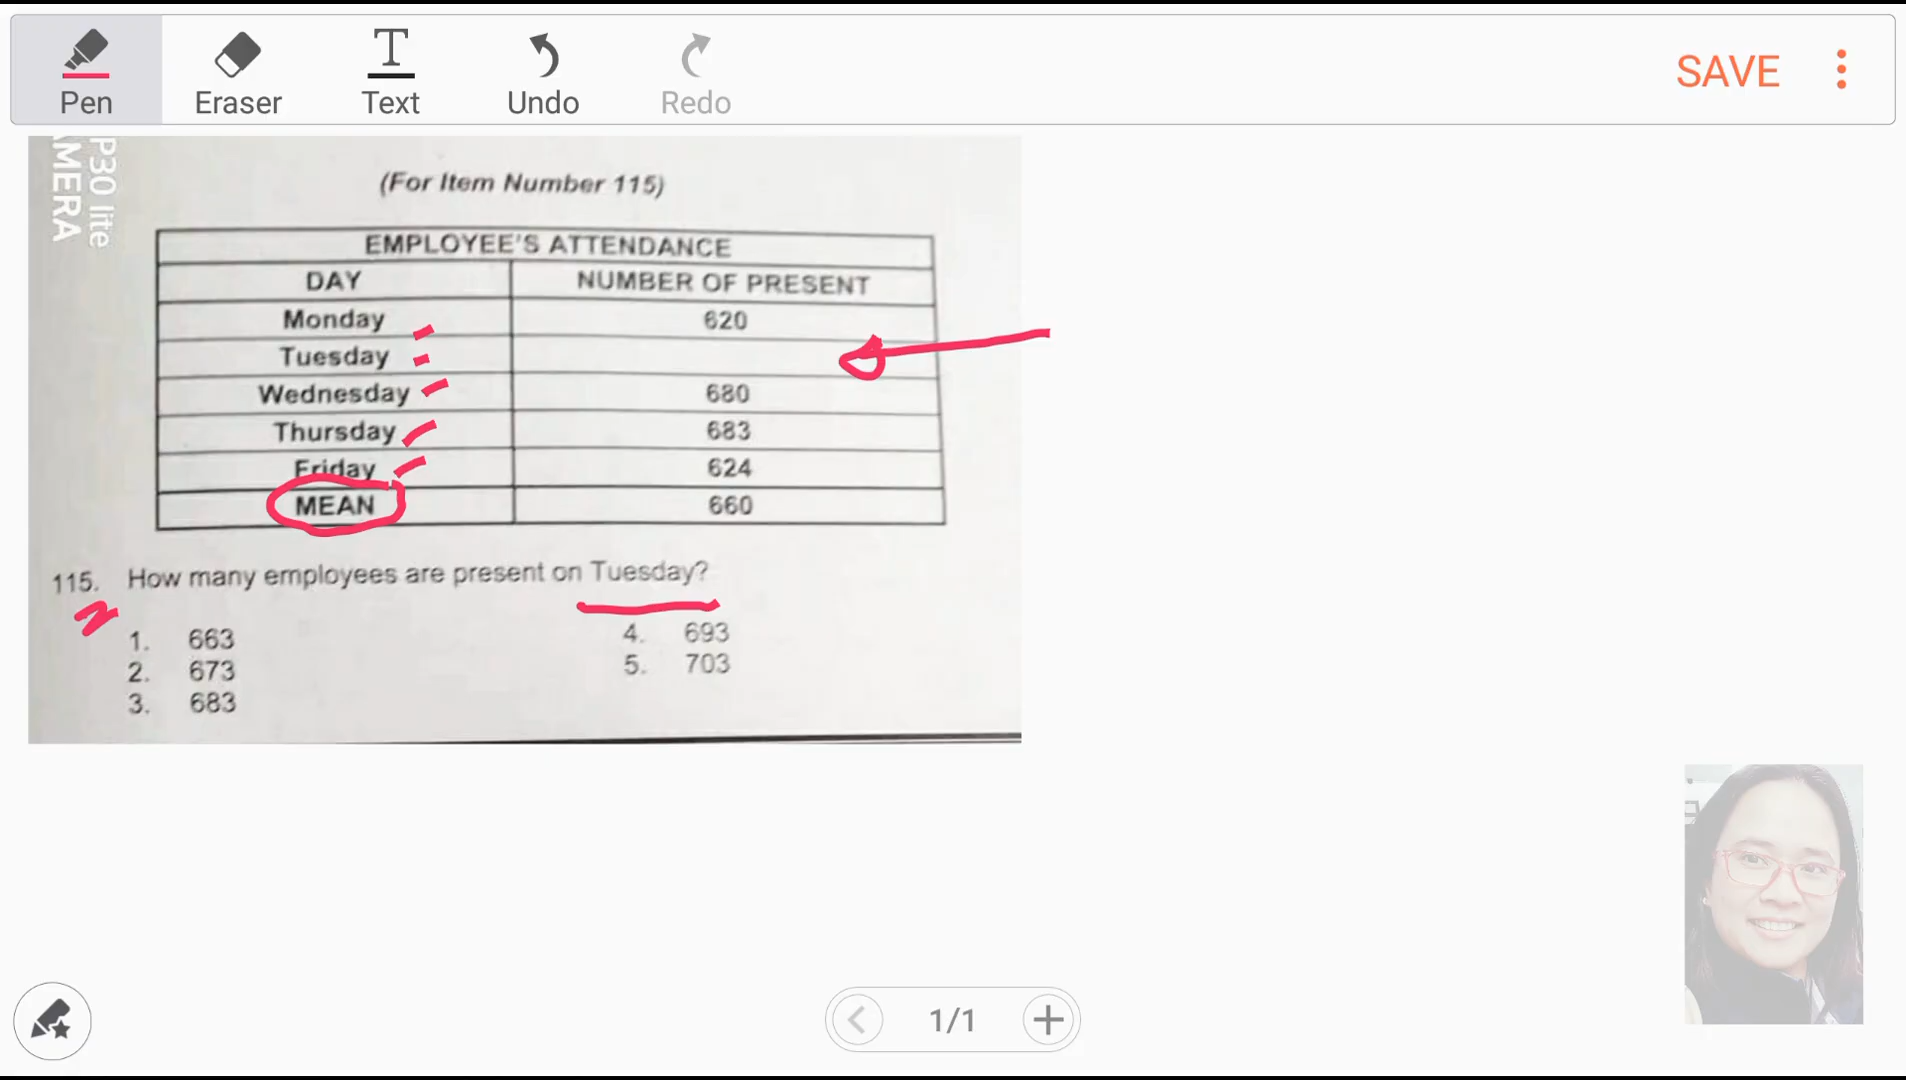 Pen
Eraser
T
Text
Undo
Redo
SAVE
P30 lite
MERA
(For Item Number 115)
EMPLOYEE'S ATTENDANCE
DAY NUMBER OF PRESENT
Monday 620
Tuesday
Wednesday 680
Thursday 683
Friday 624
MEAN 660
115. How many employees are present on Tuesday?
1. 663
2. 673
3. 683
4. 693
5. 703
1/1